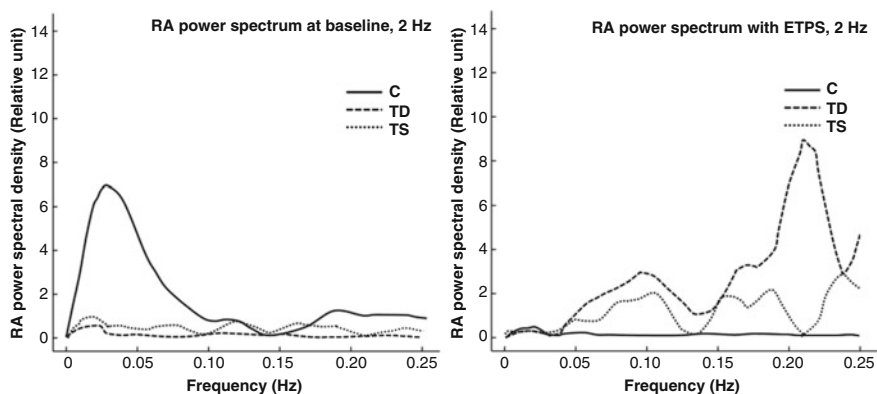 RA power spectrum at baseline, 2 Hz
RA power spectral density (Relative unit)
14
12
10
8
6
4
2
0
C
TD
TS
0
0.05
0.10
0.15
0.20
0.25
Frequency (Hz)
RA power spectral with ETPS, 2 Hz
RA power spectral density (Relative unit)
14
12
10
8
6
4
2
0
C
TD
TS
0
0.05
0.10
0.15
0.20
0.25
Frequency (Hz)